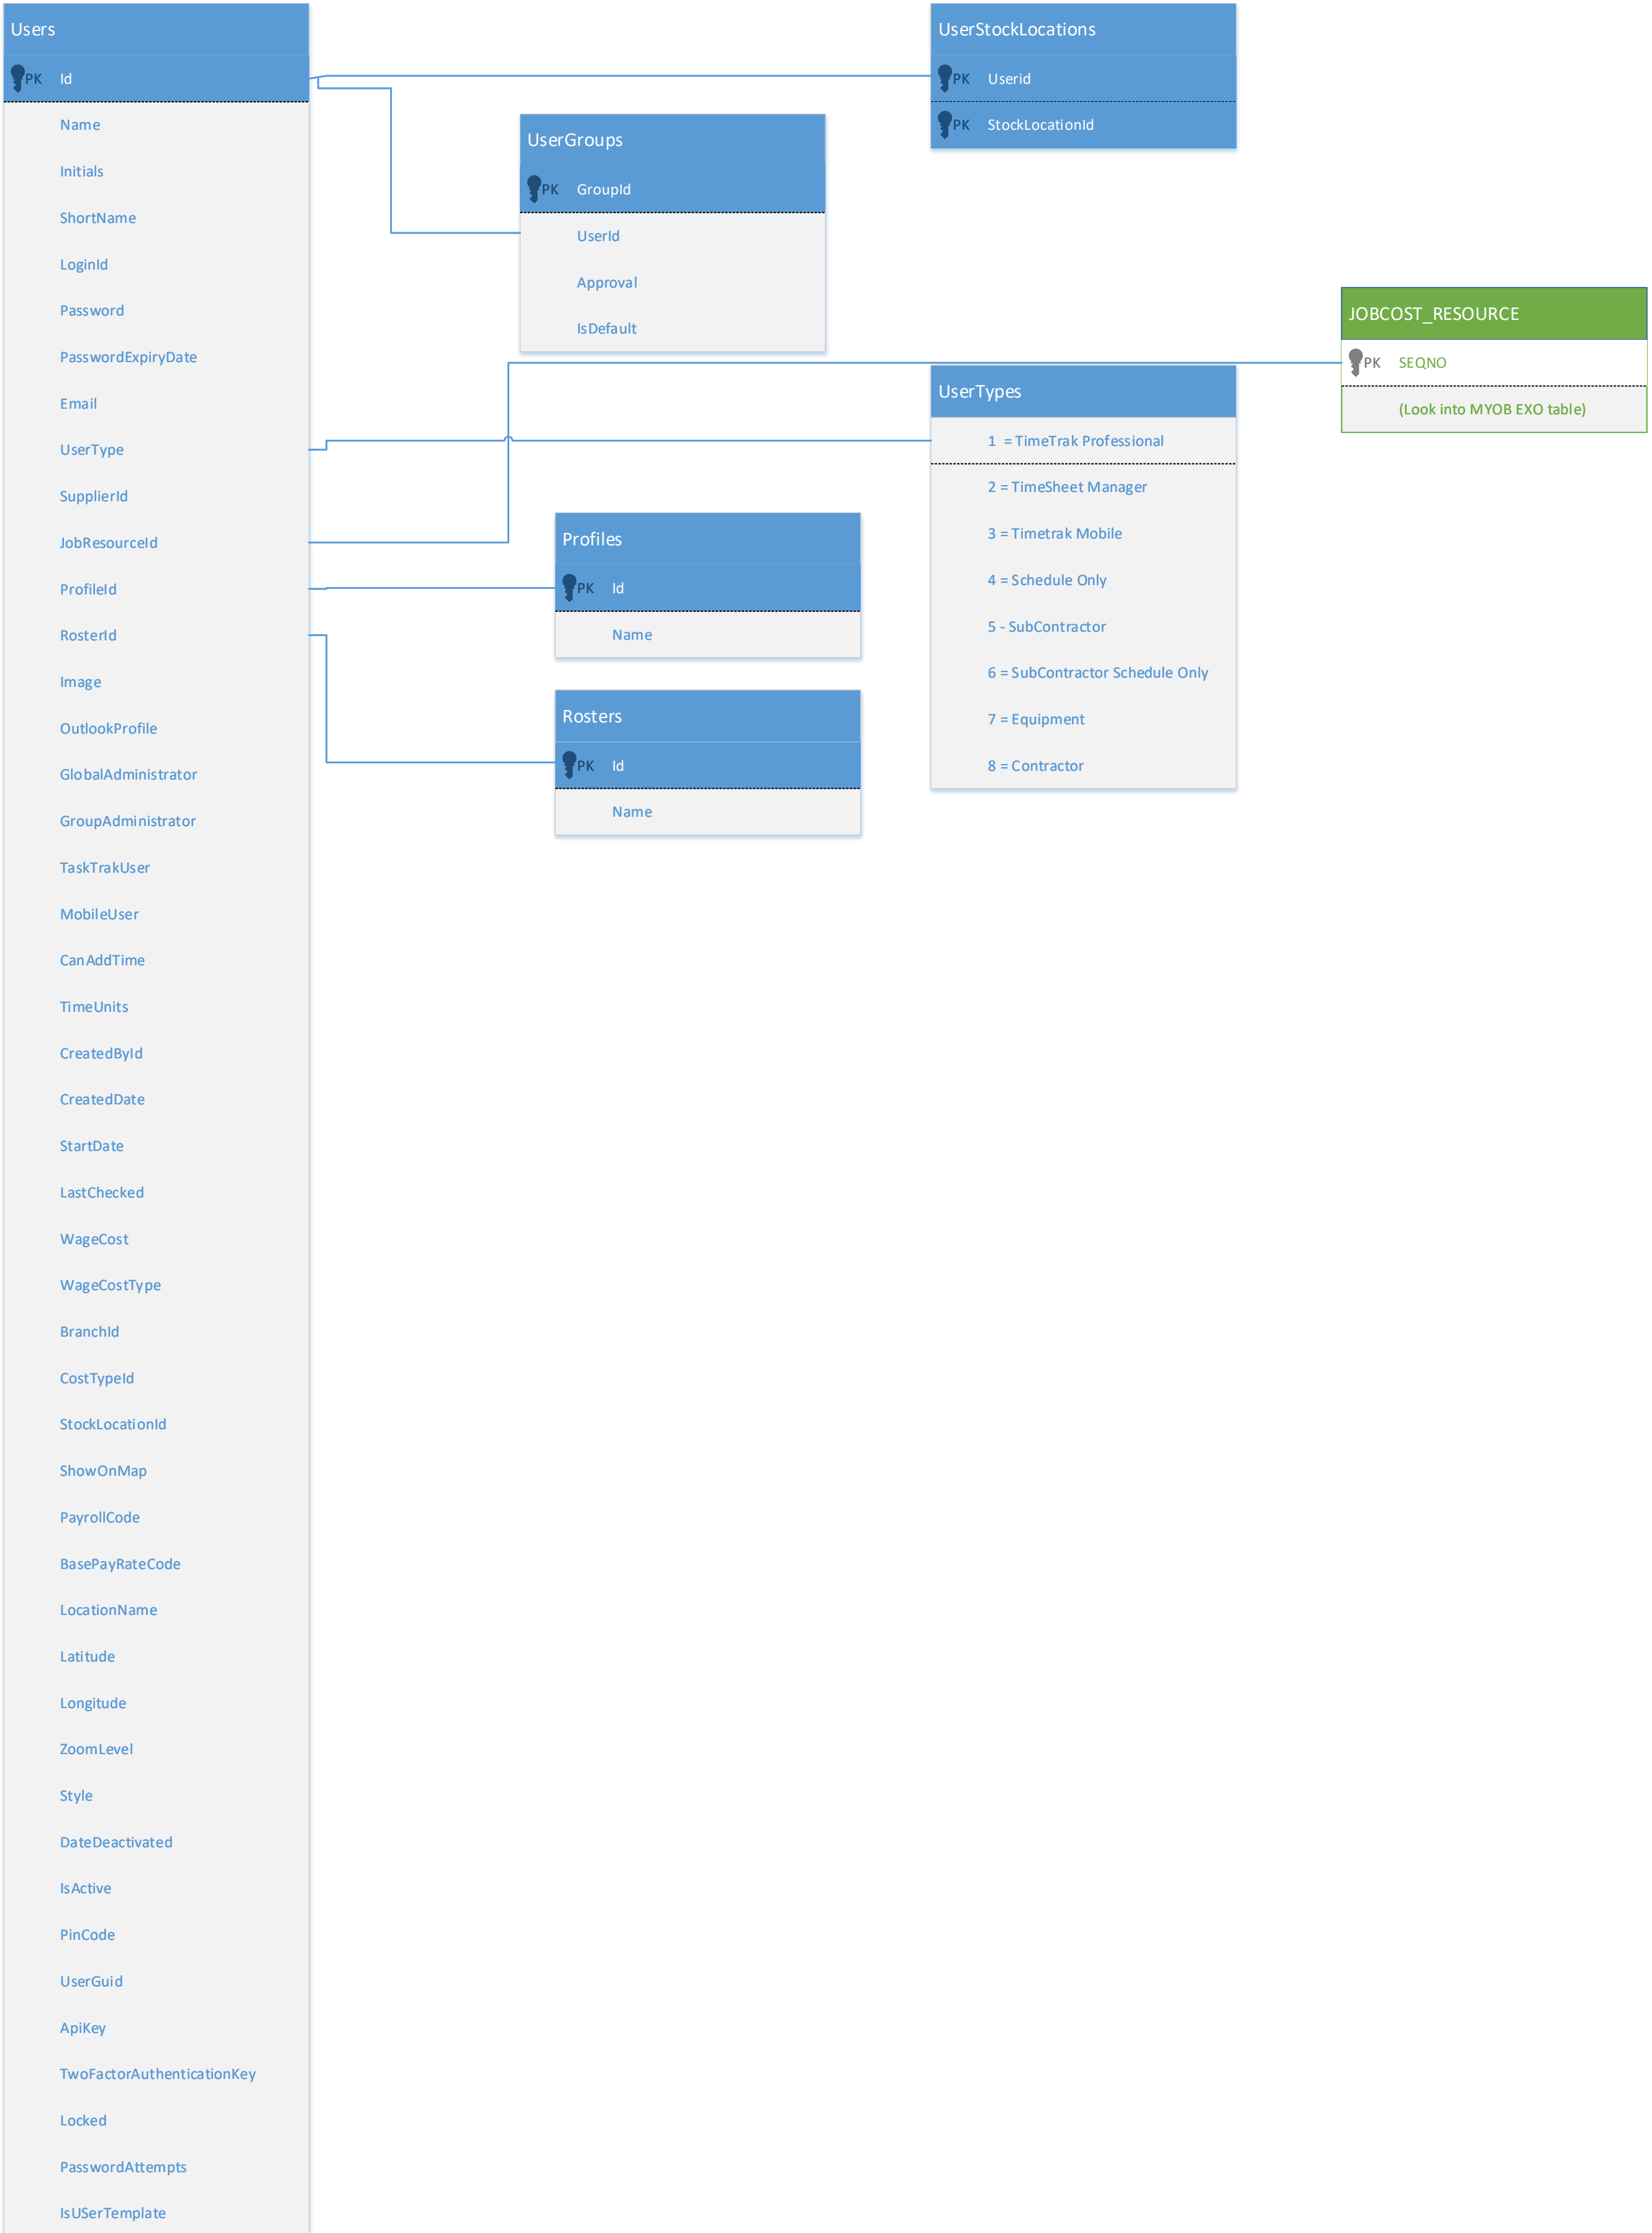 Users
PK Id
Name
Initials
ShortName
LoginId
Password
PasswordExpiryDate
Email
UserType
SupplierId
JobResourceId
ProfileId
RosterId
Image
OutlookProfile
GlobalAdministrator
GroupAdministrator
TaskTrakUser
MobileUser
CanAddTime
TimeUnits
CreatedById
CreatedDate
StartDate
LastChecked
WageCost
WageCostType
BranchId
CostTypeId
StockLocationId
ShowOnMap
PayrollCode
BasePayRateCode
LocationName
Latitude
Longitude
ZoomLevel
Style
DateDeactivated
IsActive
PinCode
UserGuid
ApiKey
TwoFactorAuthenticationKey
Locked
PasswordAttempts
IsUSerTemplate
UserGroups
PK GroupId
UserId
Approval
IsDefault
Profiles
PK Id
Name
Rosters
PK Id
Name
UserStockLocations
PK Userid
PK StockLocationId
UserTypes
1 = TimeTrak Professional
2 = TimeSheet Manager
3 = Timetrak Mobile
4 = Schedule Only
5 - SubContractor
6 = SubContractor Schedule Only
7 = Equipment
8 = Contractor
JOBCOST_RESOURCE
PK SEQNO
(Look into MYOB EXO table)